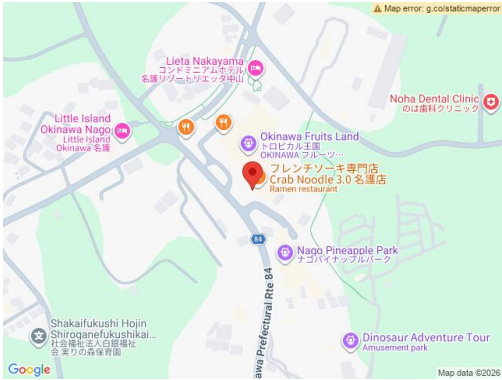 Map error: g.co/staticmaperror
Lieta Nakayama
コンドミニアムホテル
名護リゾートリエッタ中山
Noha Dental Clinic
のは歯科クリニック
Little Island
Okinawa Nago
Little Island
Okinawa 名護
Okinawa Fruits Land
トロピカル王国
OKINAWA フルーツ…
フレンチソーキ専門店
Crab Noodle 3.0 名護店
Ramen restaurant
84
Nago Pineapple Park
ナゴパイナップルパーク
awa Prefectural Rte 84
Shakaifukushi Hojin
Shiroganefukushikai...
社会福祉法人白銀福祉
会 実りの森保育園
Dinosaur Adventure Tour
Amusement park
Google
Map data ©2026